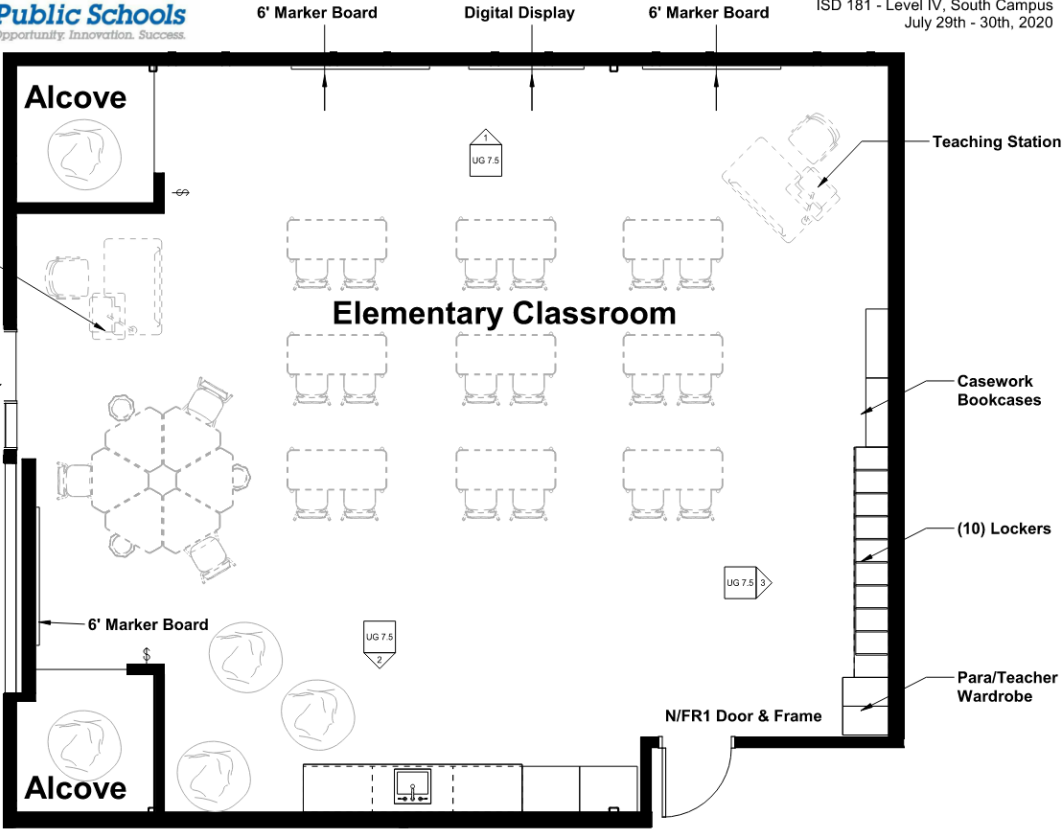 Public Schools
Opportunity. Innovation. Success.
ISD 181 - Level IV, South Campus
July 29th - 30th, 2020
6' Marker Board
Digital Display
6' Marker Board
Alcove
1
UG 7.5
Teaching Station
$
Elementary Classroom
Casework
Bookcases
(10) Lockers
UG 7.5
3
6' Marker Board
UG 7.5
2
$
Para/Teacher
Wardrobe
N/FR1 Door & Frame
Alcove